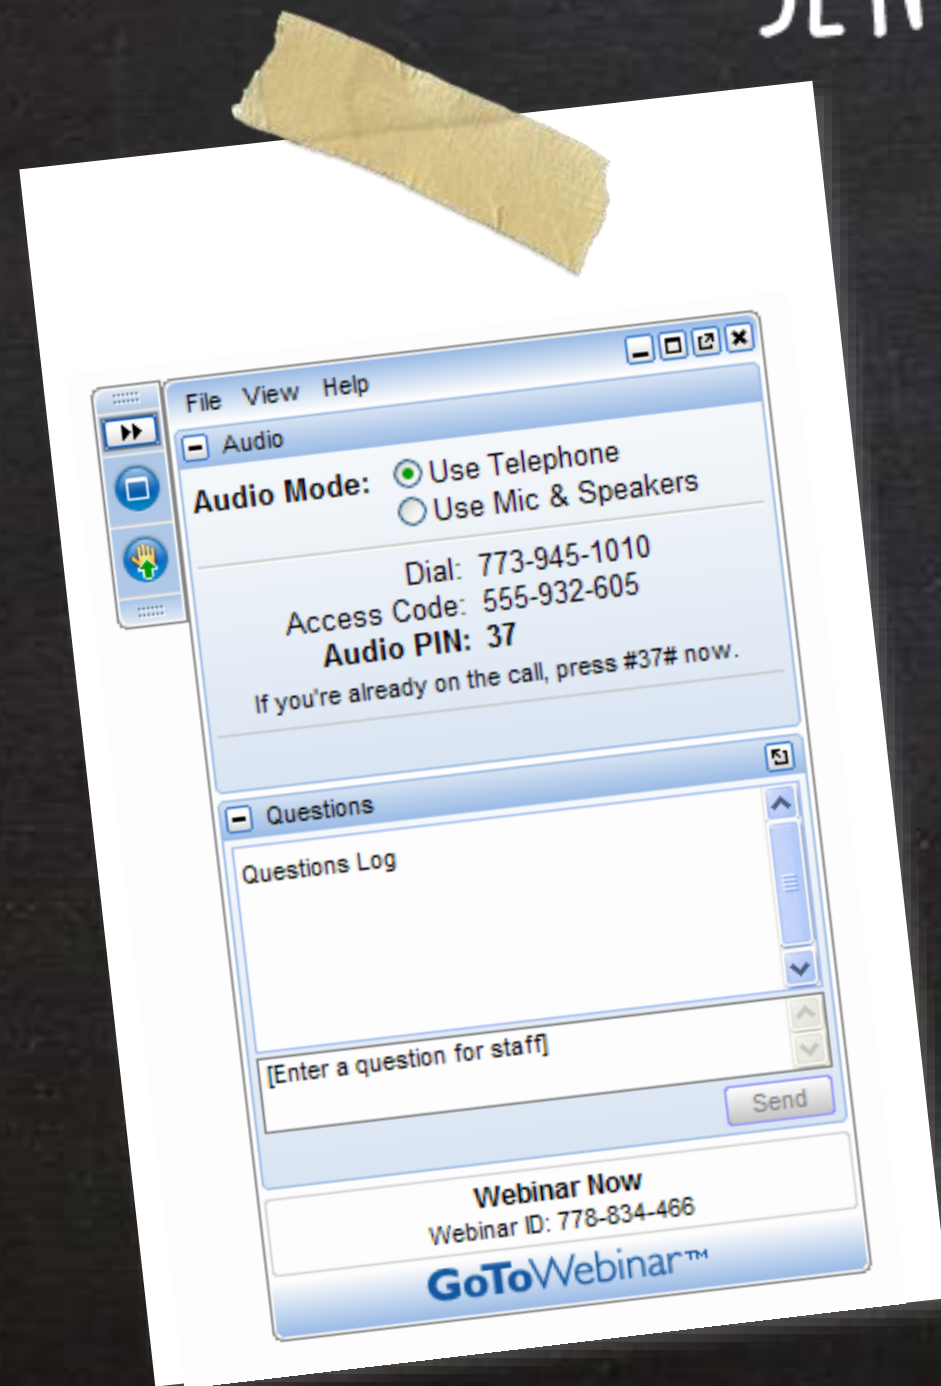 File View Help
Audio
Audio Mode: Use Telephone
Use Mic & Speakers
Dial: 773-945-1010
Access Code: 555-932-605
Audio PIN: 37
If you're already on the call, press #37# now.
Questions
Questions Log
[Enter a question for staff]
Send
Webinar Now
Webinar ID: 778-834-466
GoToWebinar™